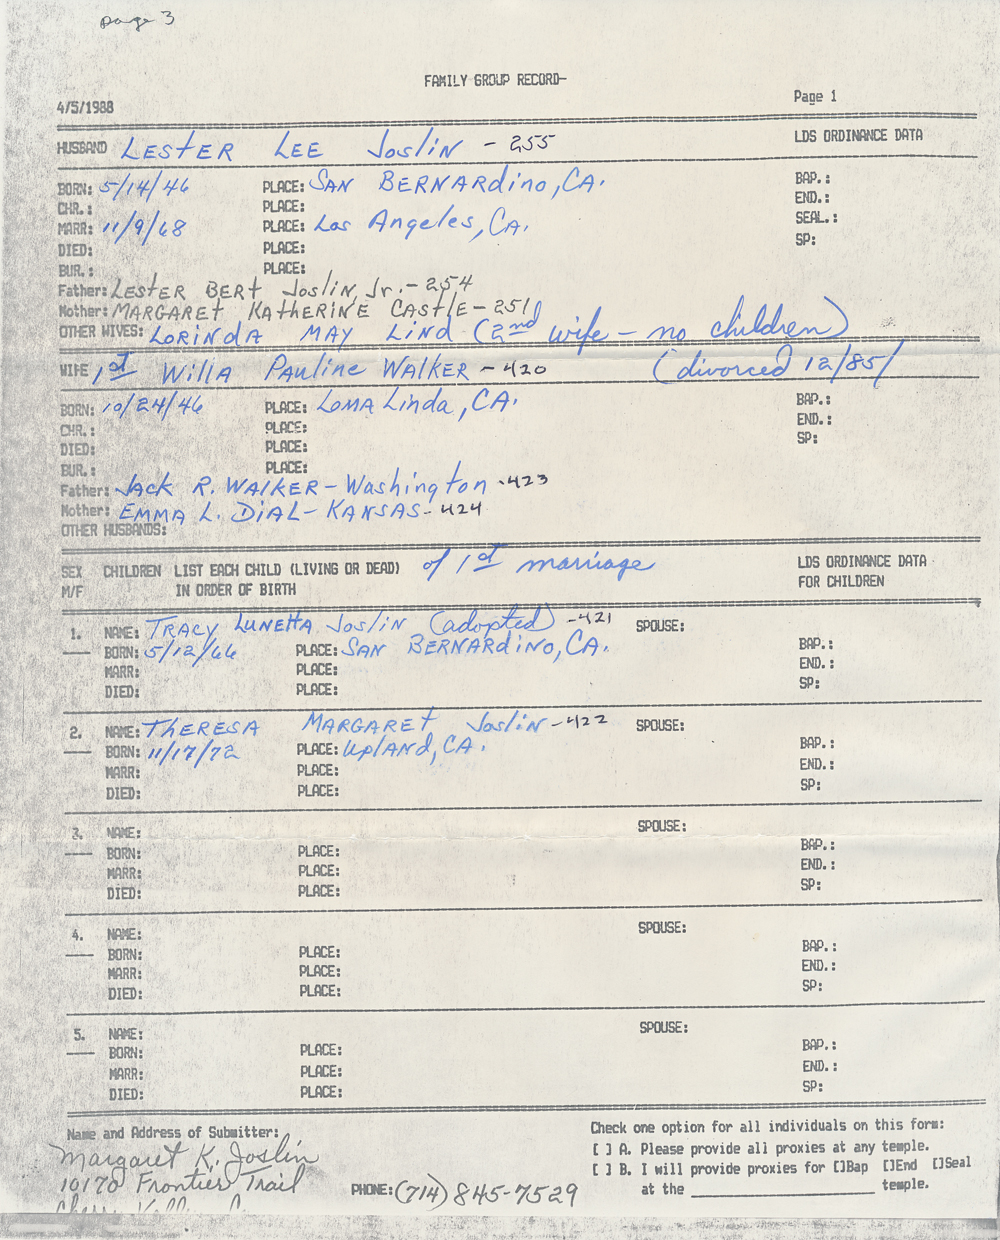 page 3
FAMILY GROUP RECORD-
4/5/1988 Page 1
HUSBAND LESTER LEE JOSLIN - 255 LDS ORDINANCE DATA
BORN: 5/14/46 PLACE: SAN BERNARDINO, CA. BAP.:
CHR.: PLACE: END.:
MARR: 11/9/68 PLACE: Los Angeles, CA. SEAL.:
DIED: PLACE: SP:
BUR.: PLACE:
Father: LESTER BERT JOSLIN, Jr. - 254
Mother: MARGARET KATHERINE CASTLE - 251
OTHER WIVES: LORINDA MAY LIND (2nd wife - no children)
WIFE 1st Willa Pauline WALKER - 420 (divorced 12/85)
BORN: 10/24/46 PLACE: LOMA Linda, CA. BAP.:
CHR.: PLACE: END.:
DIED: PLACE: SP:
BUR.: PLACE:
Father: JACK R. WALKER - Washington - 423
Mother: EMMA L. DIAL - KANSAS - 424
OTHER HUSBANDS:
SEX CHILDREN LIST EACH CHILD (LIVING OR DEAD) of 1st marriage LDS ORDINANCE DATA
M/F IN ORDER OF BIRTH FOR CHILDREN
1. NAME: TRACY LUNETTA JOSLIN (adopted) - 421 SPOUSE:
BORN: 5/12/66 PLACE: SAN BERNARDINO, CA. BAP.:
MARR: PLACE: END.:
DIED: PLACE: SP:
2. NAME: THERESA MARGARET JOSLIN - 422 SPOUSE:
BORN: 11/17/72 PLACE: UPLAND, CA. BAP.:
MARR: PLACE: END.:
DIED: PLACE: SP:
3. NAME: SPOUSE:
BORN: PLACE: BAP.:
MARR: PLACE: END.:
DIED: PLACE: SP:
4. NAME: SPOUSE:
BORN: PLACE: BAP.:
MARR: PLACE: END.:
DIED: PLACE: SP:
5. NAME: SPOUSE:
BORN: PLACE: BAP.:
MARR: PLACE: END.:
DIED: PLACE: SP:
Name and Address of Submitter: Check one option for all individuals on this form:
Margaret K. Joslin [ ] A. Please provide all proxies at any temple.
10170 Frontier Trail [ ] B. I will provide proxies for []Bap []End []Seal
PHONE: (714) 845-7529 at the ____ temple.